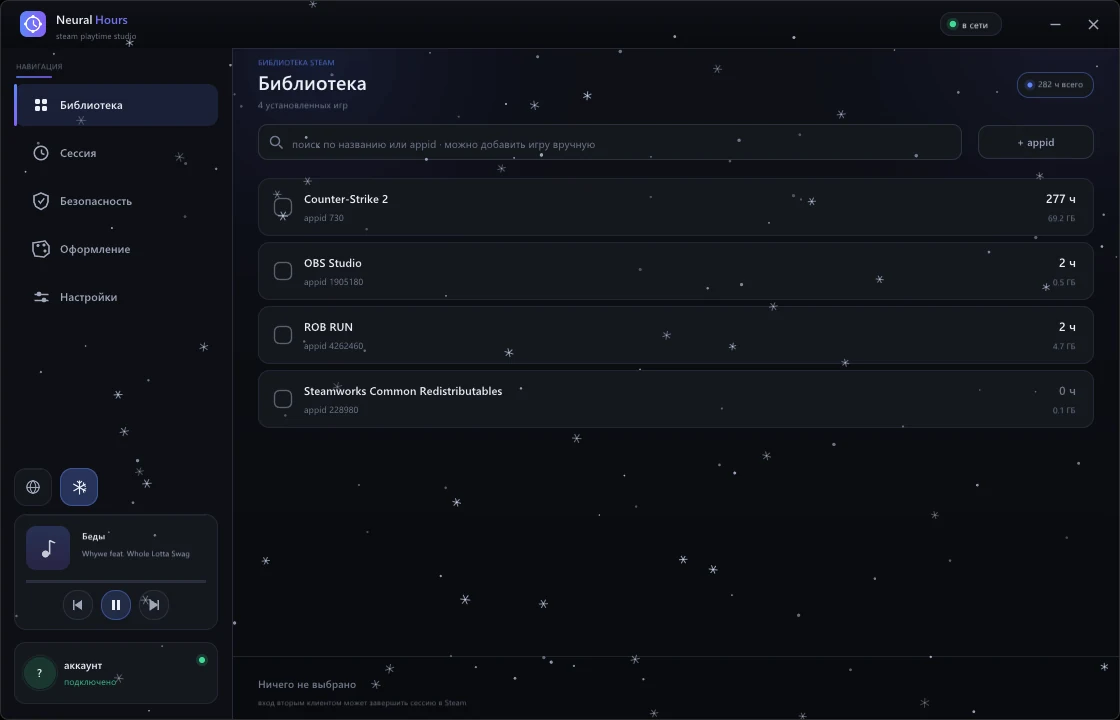 Neural Hours
steam playtime studio
в сети
НАВИГАЦИЯ
Библиотека
Сессия
Безопасность
Оформление
Настройки
Беды
Whywe feat. Whole Lotta Swag
?
аккаунт
подключено
БИБЛИОТЕКА STEAM
Библиотека
4 установленных игр
282 ч всего
поиск по названию или appid · можно добавить игру вручную
+ appid
Counter-Strike 2
277 ч
appid 730
69.2 ГБ
OBS Studio
2 ч
appid 1905180
0.5 ГБ
ROB RUN
2 ч
appid 4262460
4.7 ГБ
Steamworks Common Redistributables
0 ч
appid 228980
0.1 ГБ
Ничего не выбрано
вход вторым клиентом может завершить сессию в Steam